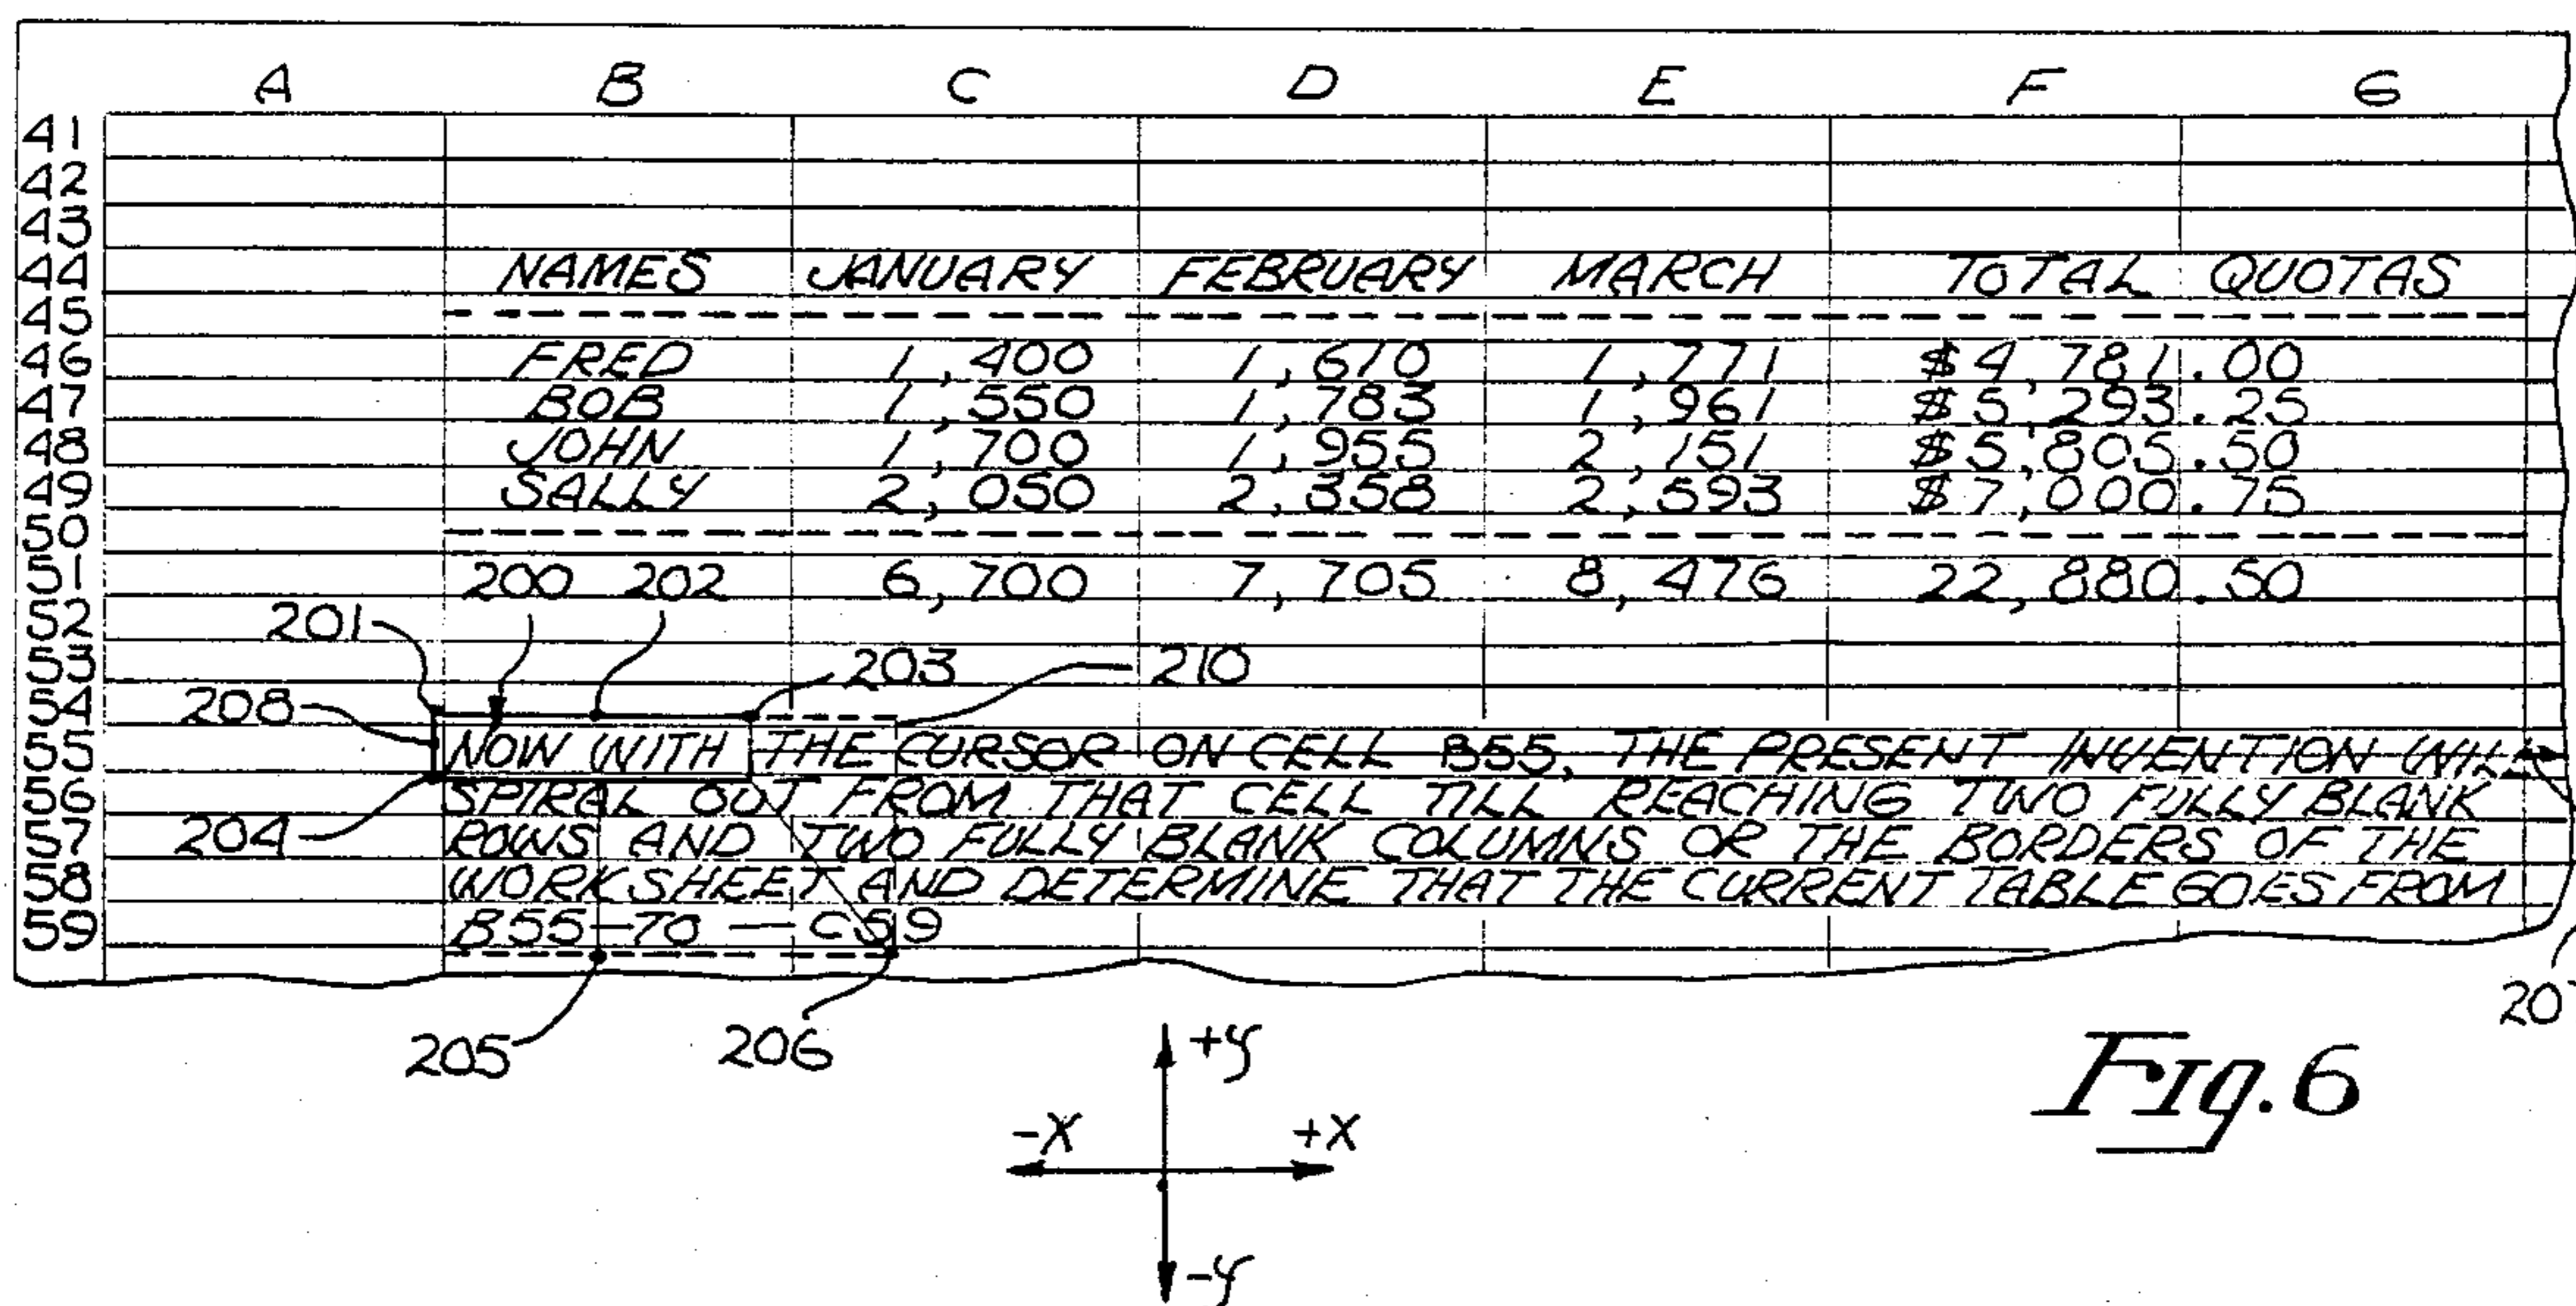 A B C D E F G
41
42
43
44 NAMES JANUARY FEBRUARY MARCH TOTAL QUOTAS
45
46 FRED 1,400 1,610 1,771 $4,781.00
47 BOB 1,550 1,783 1,961 $5,293.25
48 JOHN 1,700 1,955 2,151 $5,805.50
49 SALLY 2,050 2,358 2,593 $7,000.75
50
51 200 202 6,700 7,705 8,476 22,880.50
52 201
53 203 210
54 208
55 NOW WITH THE CURSOR ON CELL B55, THE PRESENT INVENTION WILL
56 SPIRAL OUT FROM THAT CELL TILL REACHING TWO FULLY BLANK
57 204 ROWS AND TWO FULLY BLANK COLUMNS OR THE BORDERS OF THE
58 WORKSHEET AND DETERMINE THAT THE CURRENT TABLE GOES FROM
59 B55-TO-C59
205 206
+y
-x +x
-y
Fig. 6